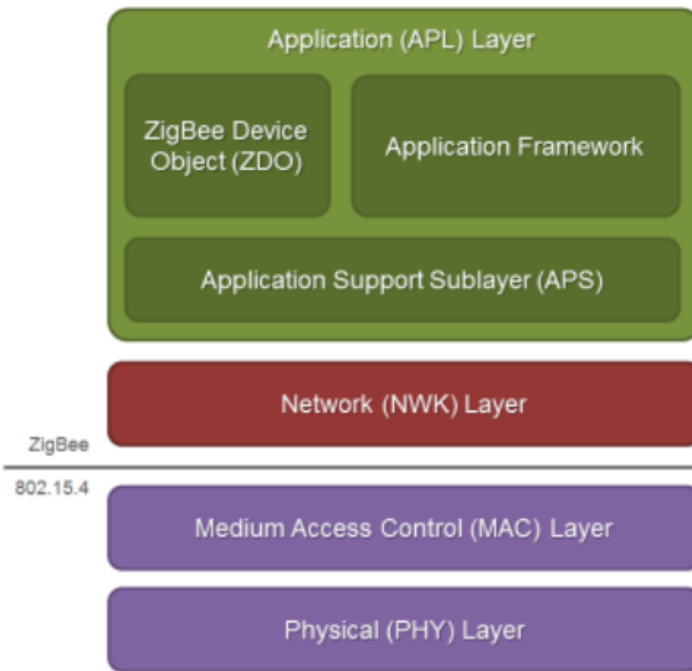 Application (APL) Layer
ZigBee Device
Object (ZDO)
Application Framework
Application Support Sublayer (APS)
Network (NWK) Layer
ZigBee
802.15.4
Medium Access Control (MAC) Layer
Physical (PHY) Layer